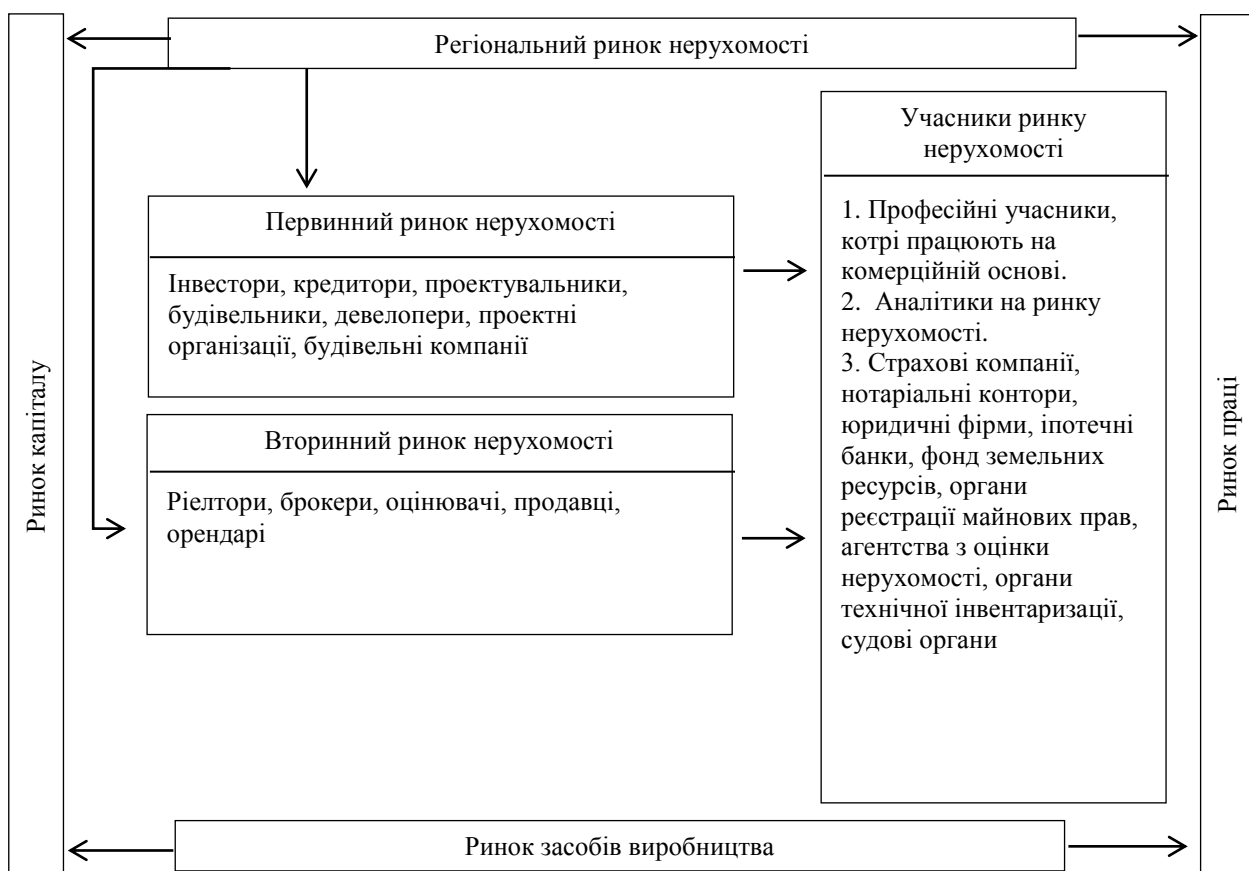 Регіональний ринок нерухомості
Ринок капіталу
Первинний ринок нерухомості
Інвестори, кредитори, проектувальники,
будівельники, девелопери, проектні
організації, будівельні компанії
Вторинний ринок нерухомості
Ріелтори, брокери, оцінювачі, продавці,
орендарі
Учасники ринку
нерухомості
1. Професійні учасники,
котрі працюють на
комерційній основі.
2. Аналітики на ринку
нерухомості.
3. Страхові компанії,
нотаріальні контори,
юридичні фірми, іпотечні
банки, фонд земельних
ресурсів, органи
реєстрації майнових прав,
агентства з оцінки
нерухомості, органи
технічної інвентаризації,
судові органи
Ринок праці
Ринок засобів виробництва